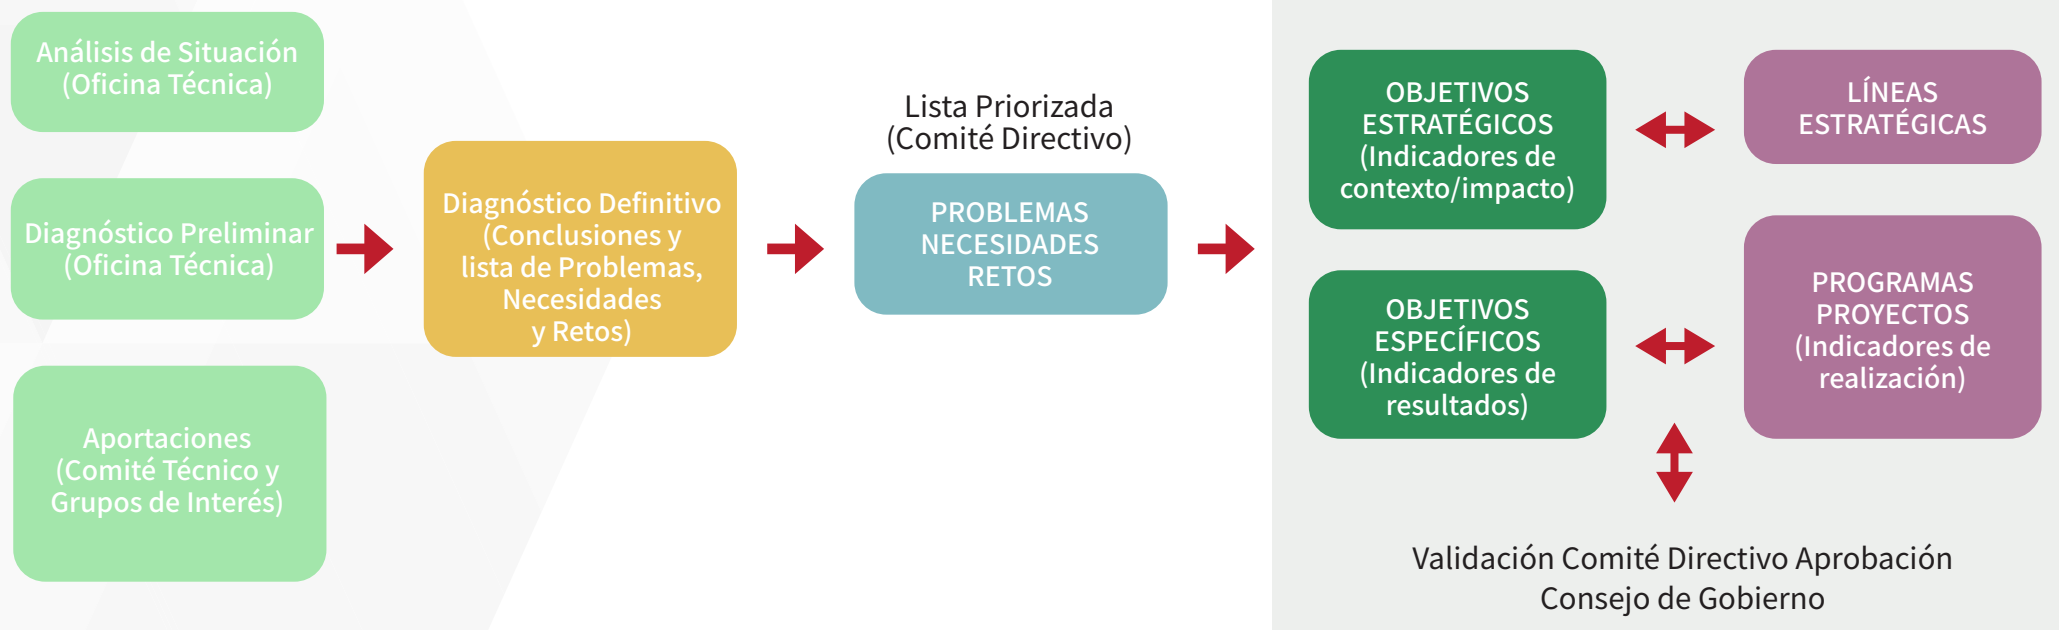 Análisis de Situación
(Oficina Técnica)
Diagnóstico Preliminar
(Oficina Técnica)
Aportaciones
(Comité Técnico y
Grupos de Interés)
Diagnóstico Definitivo
(Conclusiones y
lista de Problemas,
Necesidades
y Retos)
Lista Priorizada
(Comité Directivo)
PROBLEMAS
NECESIDADES
RETOS
OBJETIVOS
ESTRATÉGICOS
(Indicadores de
contexto/impacto)
LÍNEAS
ESTRATÉGICAS
OBJETIVOS
ESPECÍFICOS
(Indicadores de
resultados)
PROGRAMAS
PROYECTOS
(Indicadores de
realización)
Validación Comité Directivo Aprobación
Consejo de Gobierno